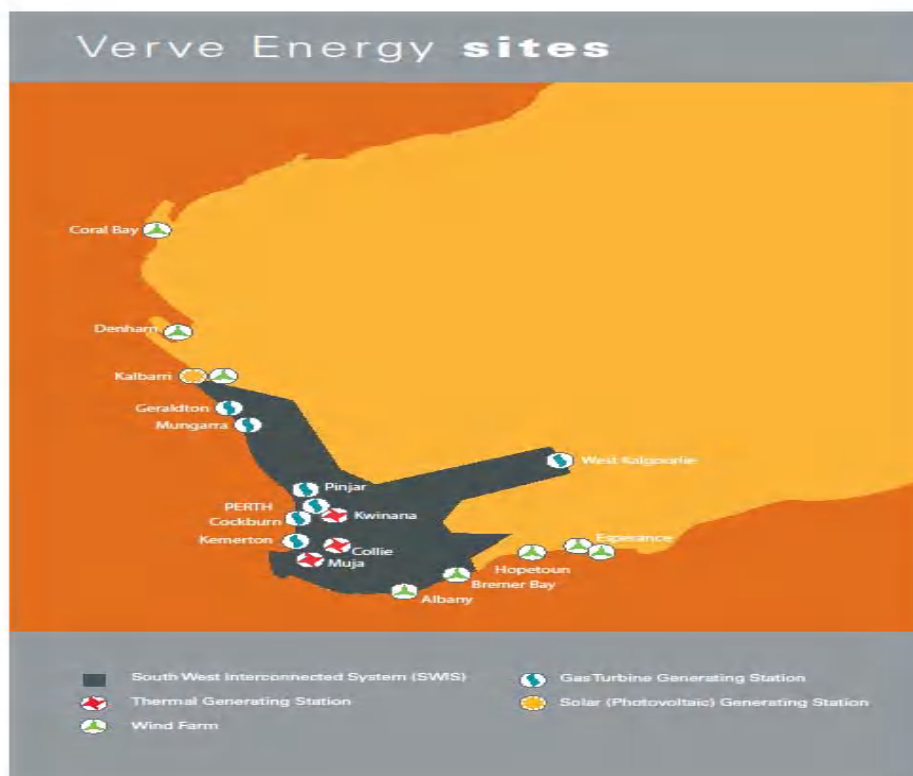 Verve Energy sites
Coral Bay
Denham
Kalbarri
Geraldton
Mungarra
West Kalgoorlie
Pinjar
PERTH
Kwinana
Cockburn
Kemerton
Collie
Muja
Esperance
Hopetoun
Bremer Bay
Albany
South West Interconnected System (SWIS)
Thermal Generating Station
Wind Farm
Gas Turbine Generating Station
Solar (Photovoltaic) Generating Station